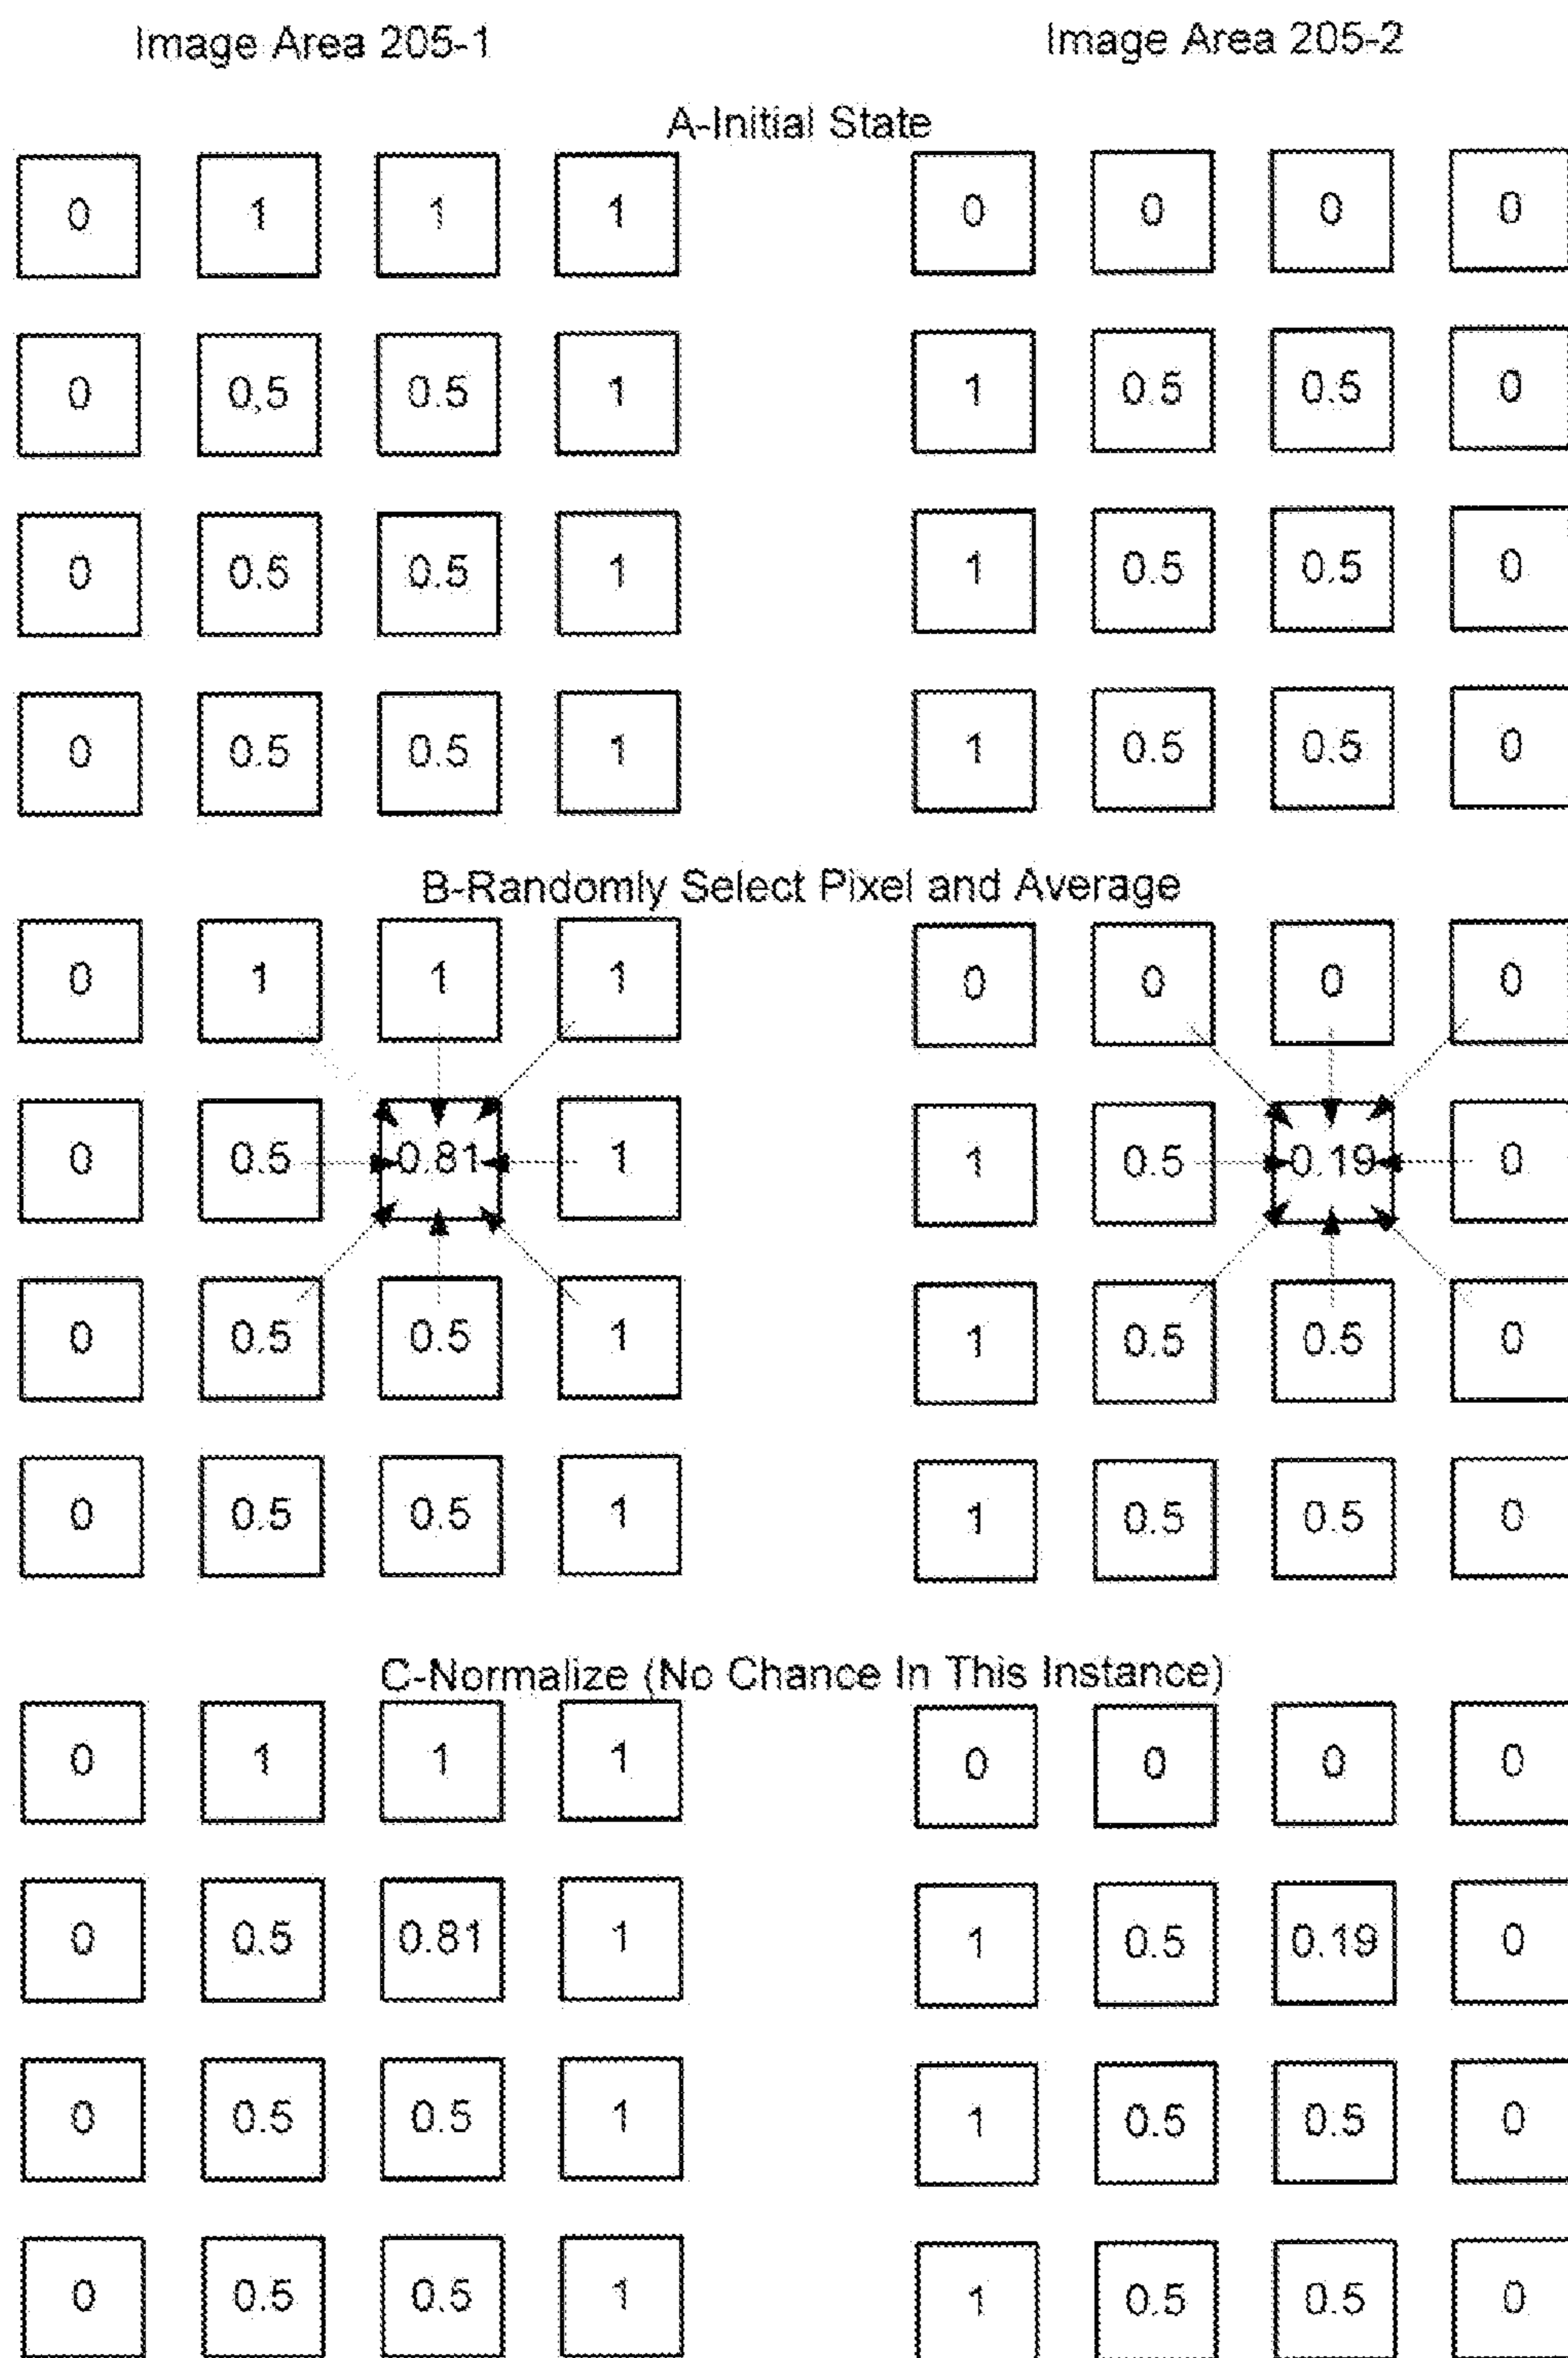 Image Area 205-1 Image Area 205-2
A-Initial State
0 1 1 1 0 0 0 0
0 0.5 0.5 1 1 0.5 0.5 0
0 0.5 0.5 1 1 0.5 0.5 0
0 0.5 0.5 1 1 0.5 0.5 0
B-Randomly Select Pixel and Average
0 1 1 1 0 0 0 0
0 0.5 0.81 1 1 0.5 0.19 0
0 0.5 0.5 1 1 0.5 0.5 0
0 0.5 0.5 1 1 0.5 0.5 0
C-Normalize (No Chance In This Instance)
0 1 1 1 0 0 0 0
0 0.5 0.81 1 1 0.5 0.19 0
0 0.5 0.5 1 1 0.5 0.5 0
0 0.5 0.5 1 1 0.5 0.5 0